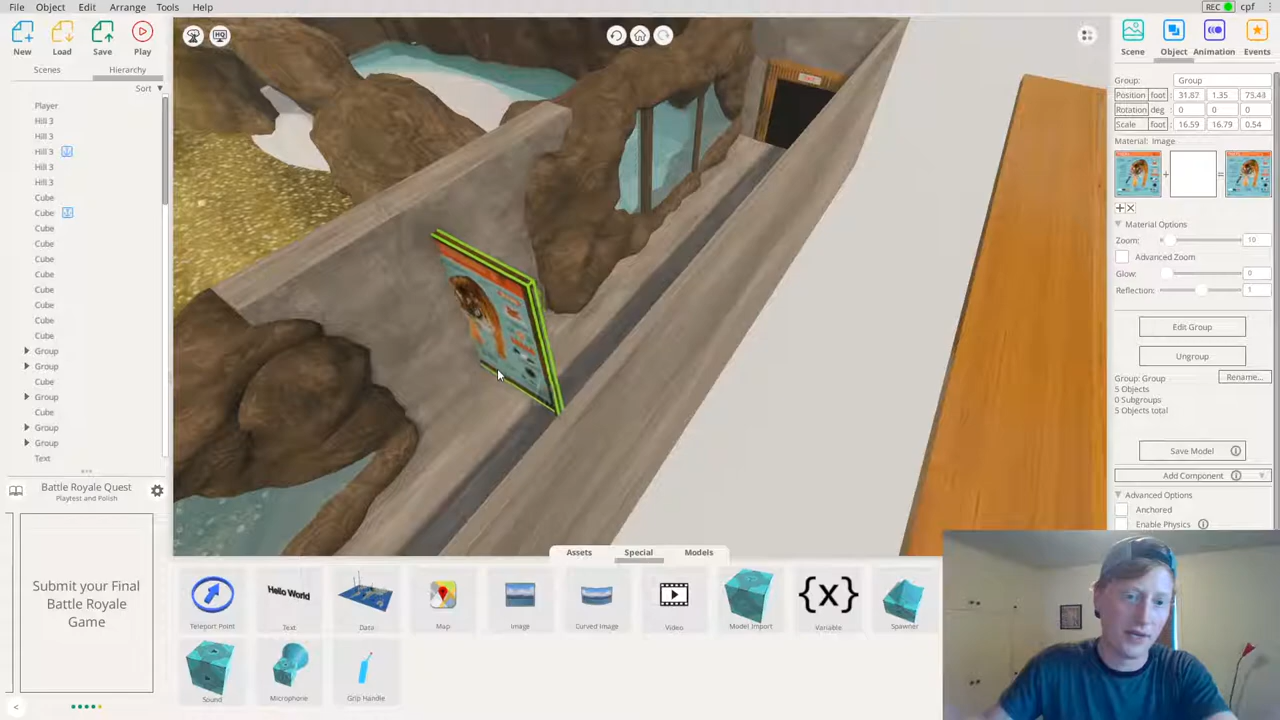 File Object Edit Arrange Tools Help
REC cpf
New Load Save Play
HQ
Scene Object Animation Events
Scenes Hierarchy
Sort
Player
Hill 3
Hill 3
Hill 3
Hill 3
Hill 3
Cube
Cube
Cube
Cube
Cube
Cube
Cube
Cube
Cube
Cube
Group
Group
Cube
Group
Cube
Group
Group
Text
Group: Group
Position foot : 31.87 1.35 75.43
Rotation deg : 0 0 0
Scale foot : 16.59 16.79 0.54
Material: Image
+ =
Material Options
Zoom: 10
Advanced Zoom
Glow: 0
Reflection: 1
Edit Group
Ungroup
Group: Group
5 Objects
0 Subgroups
5 Objects total
Rename...
Save Model
Add Component
Advanced Options
Anchored
Enable Physics
Battle Royale Quest
Playtest and Polish
Submit your Final
Battle Royale
Game
Assets Special Models
Hello World {x}
Teleport Point Text Data Map Image Curved Image Video Model Import Variable Spawner
Sound Microphone Grip Handle